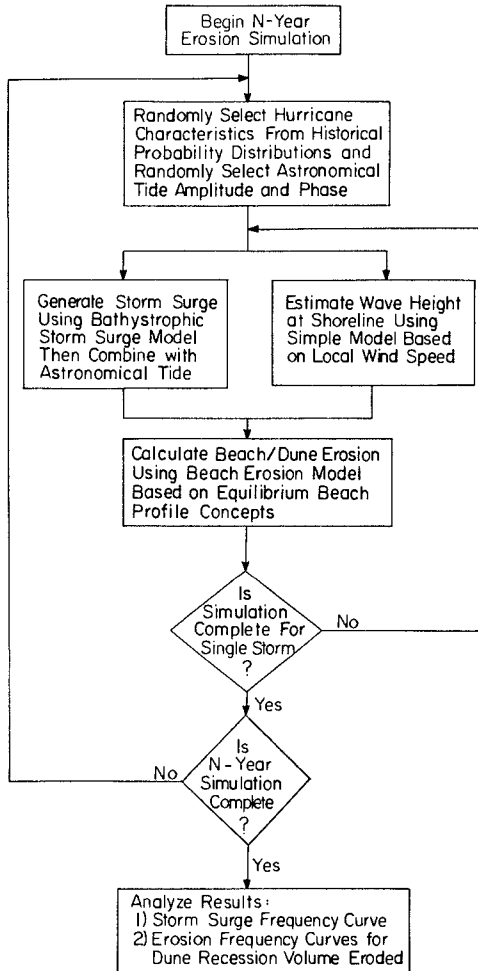 Begin N-Year
Erosion Simulation
Randomly Select Hurricane
Characteristics From Historical
Probability Distributions and
Randomly Select Astronomical
Tide Amplitude and Phase
Generate Storm Surge
Using Bathystrophic
Storm Surge Model
Then Combine with
Astronomical Tide
Estimate Wave Height
at Shoreline Using
Simple Model Based
on Local Wind Speed
Calculate Beach/Dune Erosion
Using Beach Erosion Model
Based on Equilibrium Beach
Profile Concepts
Is
Simulation
Complete For
Single Storm
?
No
Yes
Is
N-Year
Simulation
Complete
?
No
Yes
Analyze Results:
1) Storm Surge Frequency Curve
2) Erosion Frequency Curves for
Dune Recession Volume Eroded